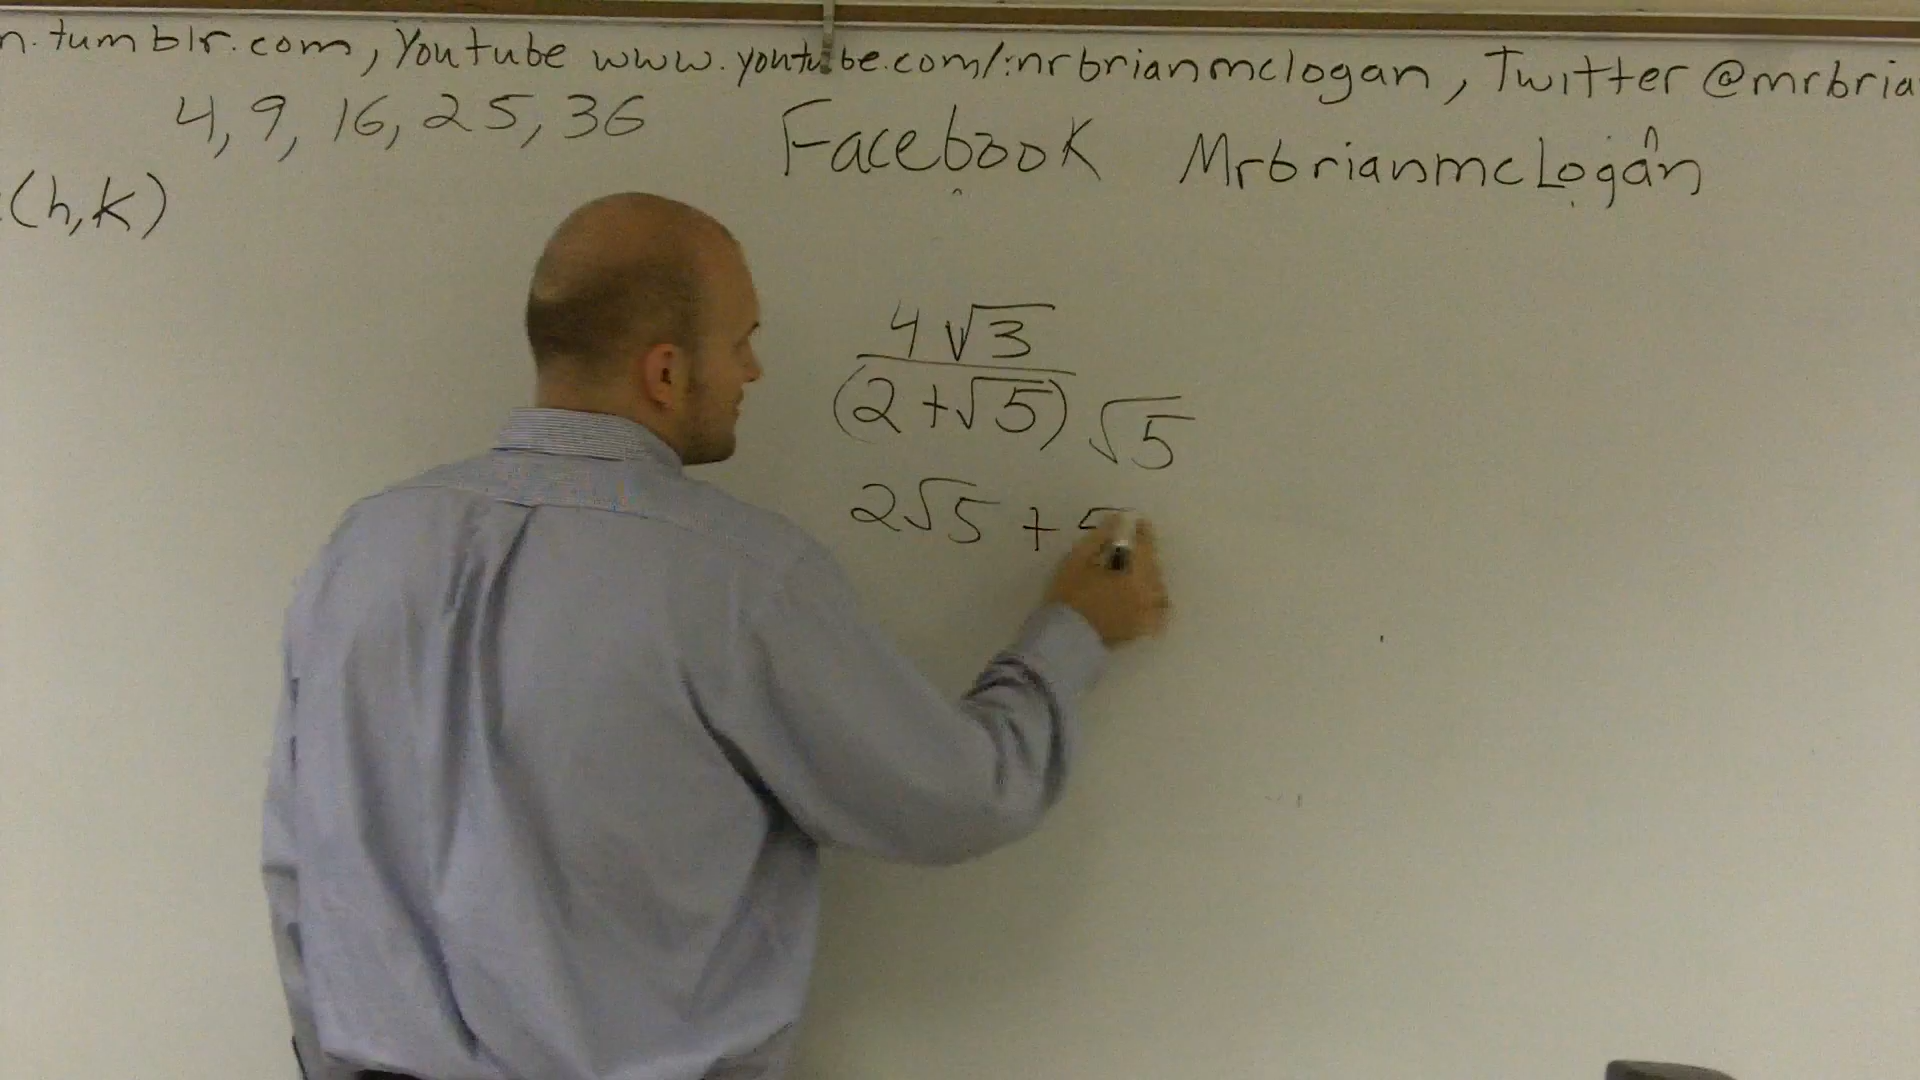 n.tumblr.com, Youtube www.youtube.com/mrbrianmclogan, Twitter @mrbria
4, 9, 16, 25, 36
Facebook MrbrianmcLogan
(h,k)
4√3
(2+√5) √5
2√5 + 5